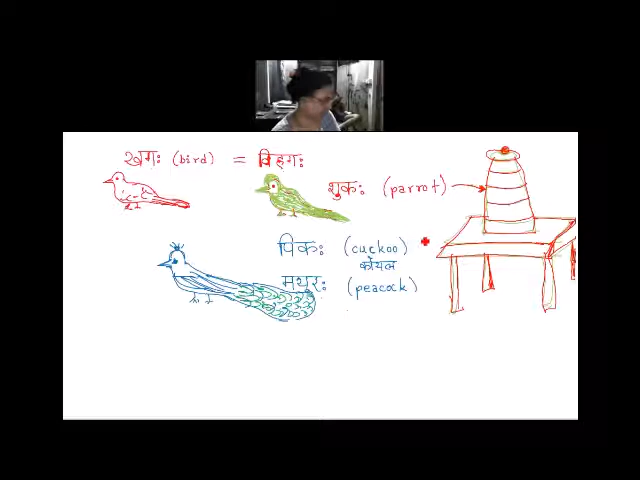 खगः (bird) = विहगः
शुकः (parrot)
पिकः (cuckoo)
कोयल
मयूरः (peacock)